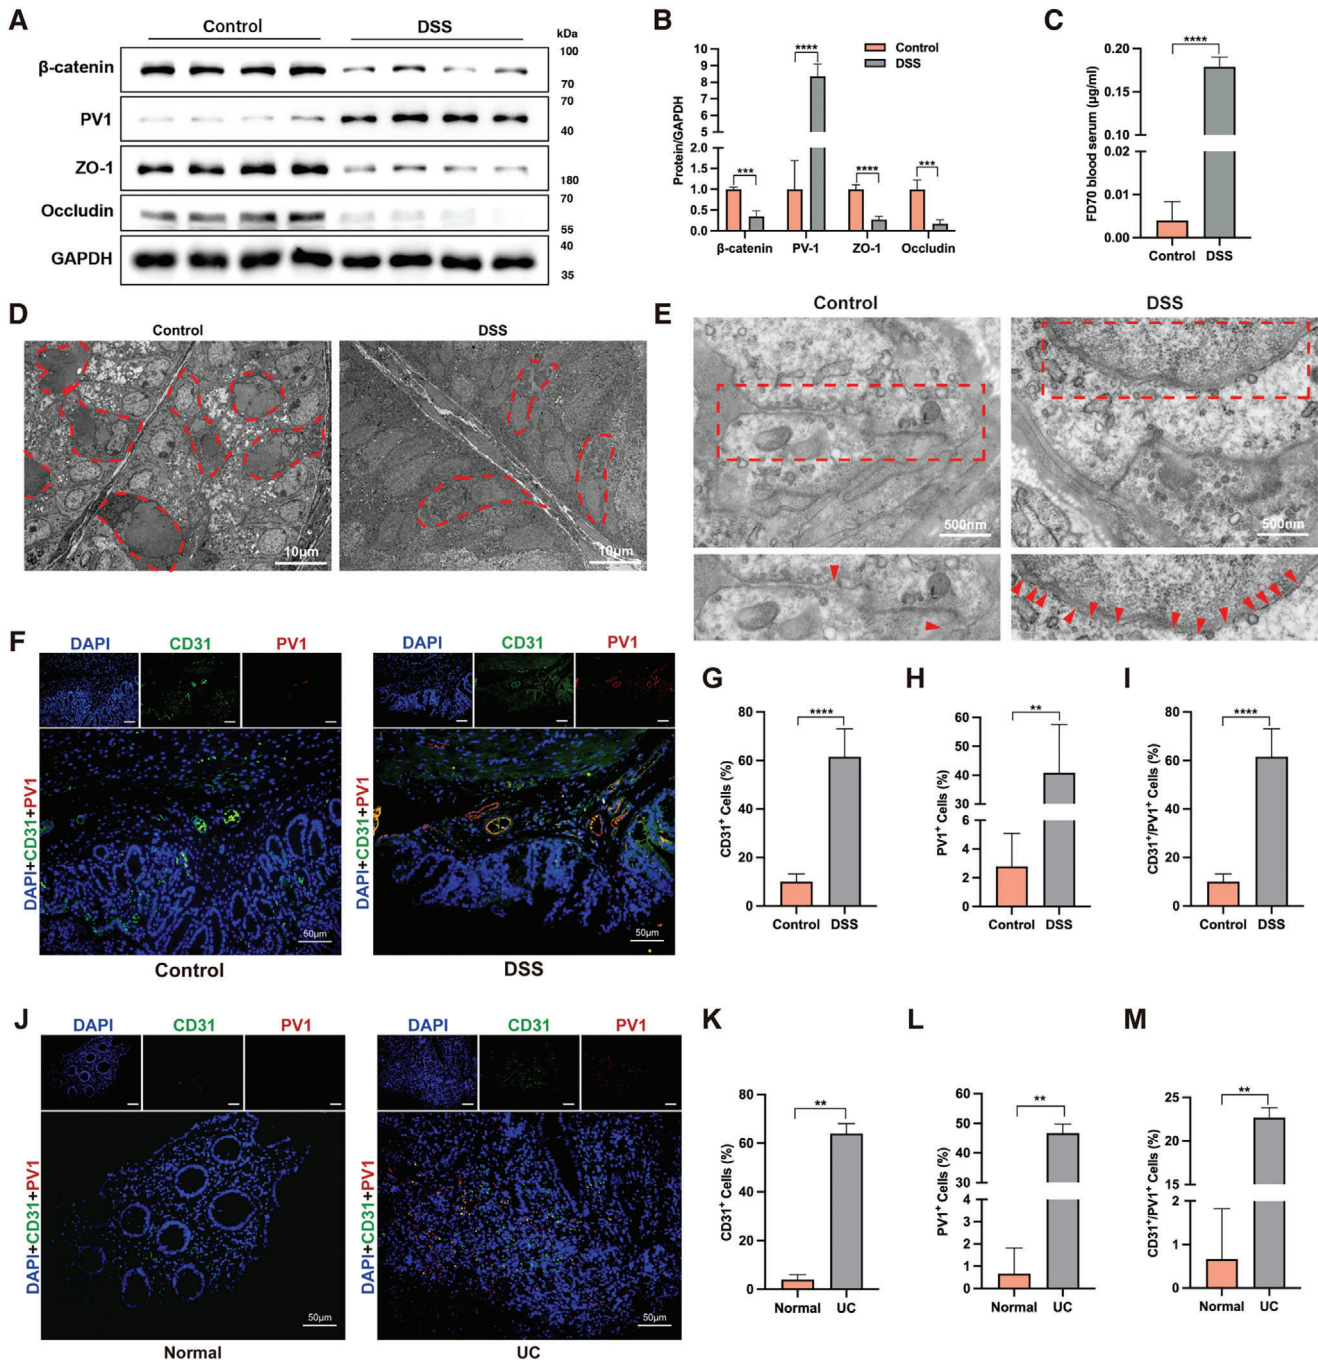 A
Control
DSS
kDa
β-catenin
100
70
PV1
70
40
ZO-1
180
Occludin
70
55
GAPDH
40
35
B
Control
DSS
Protein/GAPDH
10
9
8
7
6
5
2.0
1.5
1.0
0.5
0.0
****
***
****
***
β-catenin
PV-1
ZO-1
Occludin
C
FD70 blood serum (μg/ml)
0.20
0.15
0.10
0.02
0.01
0.00
****
Control
DSS
D
Control
DSS
10μm
10μm
E
Control
DSS
500nm
500nm
F
DAPI
CD31
PV1
DAPI
CD31
PV1
DAPI+CD31+PV1
DAPI+CD31+PV1
50μm
50μm
Control
DSS
G
CD31⁺ Cells (%)
80
60
40
20
0
****
Control
DSS
H
PV1⁺ Cells (%)
60
50
40
30
6
4
2
0
**
Control
DSS
I
CD31⁺/PV1⁺ Cells (%)
80
60
40
20
0
****
Control
DSS
J
DAPI
CD31
PV1
DAPI
CD31
PV1
DAPI+CD31+PV1
DAPI+CD31+PV1
50μm
50μm
Normal
UC
K
CD31⁺ Cells (%)
80
60
40
20
0
**
Normal
UC
L
PV1⁺ Cells (%)
60
50
40
30
4
3
2
1
0
**
Normal
UC
M
CD31⁺/PV1⁺ Cells (%)
25
20
15
2
1
0
**
Normal
UC